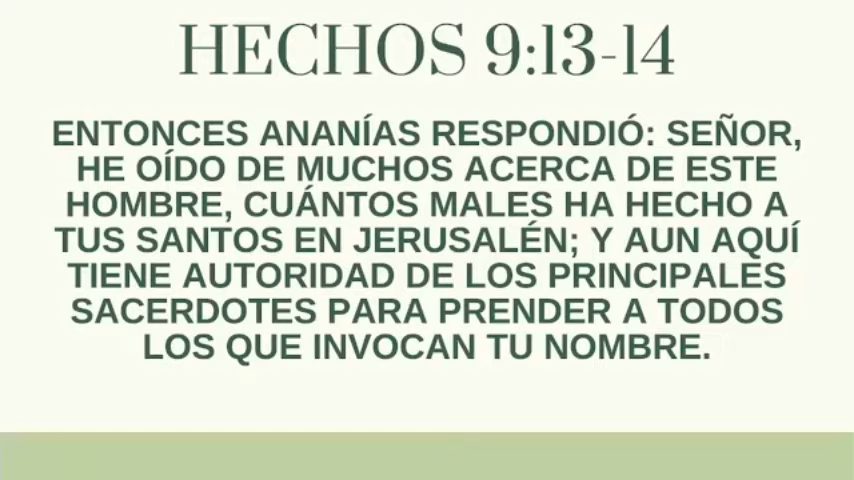 HECHOS 9:13-14
ENTONCES ANANÍAS RESPONDIÓ: SEÑOR,
HE OÍDO DE MUCHOS ACERCA DE ESTE
HOMBRE, CUÁNTOS MALES HA HECHO A
TUS SANTOS EN JERUSALÉN; Y AUN AQUÍ
TIENE AUTORIDAD DE LOS PRINCIPALES
SACERDOTES PARA PRENDER A TODOS
LOS QUE INVOCAN TU NOMBRE.